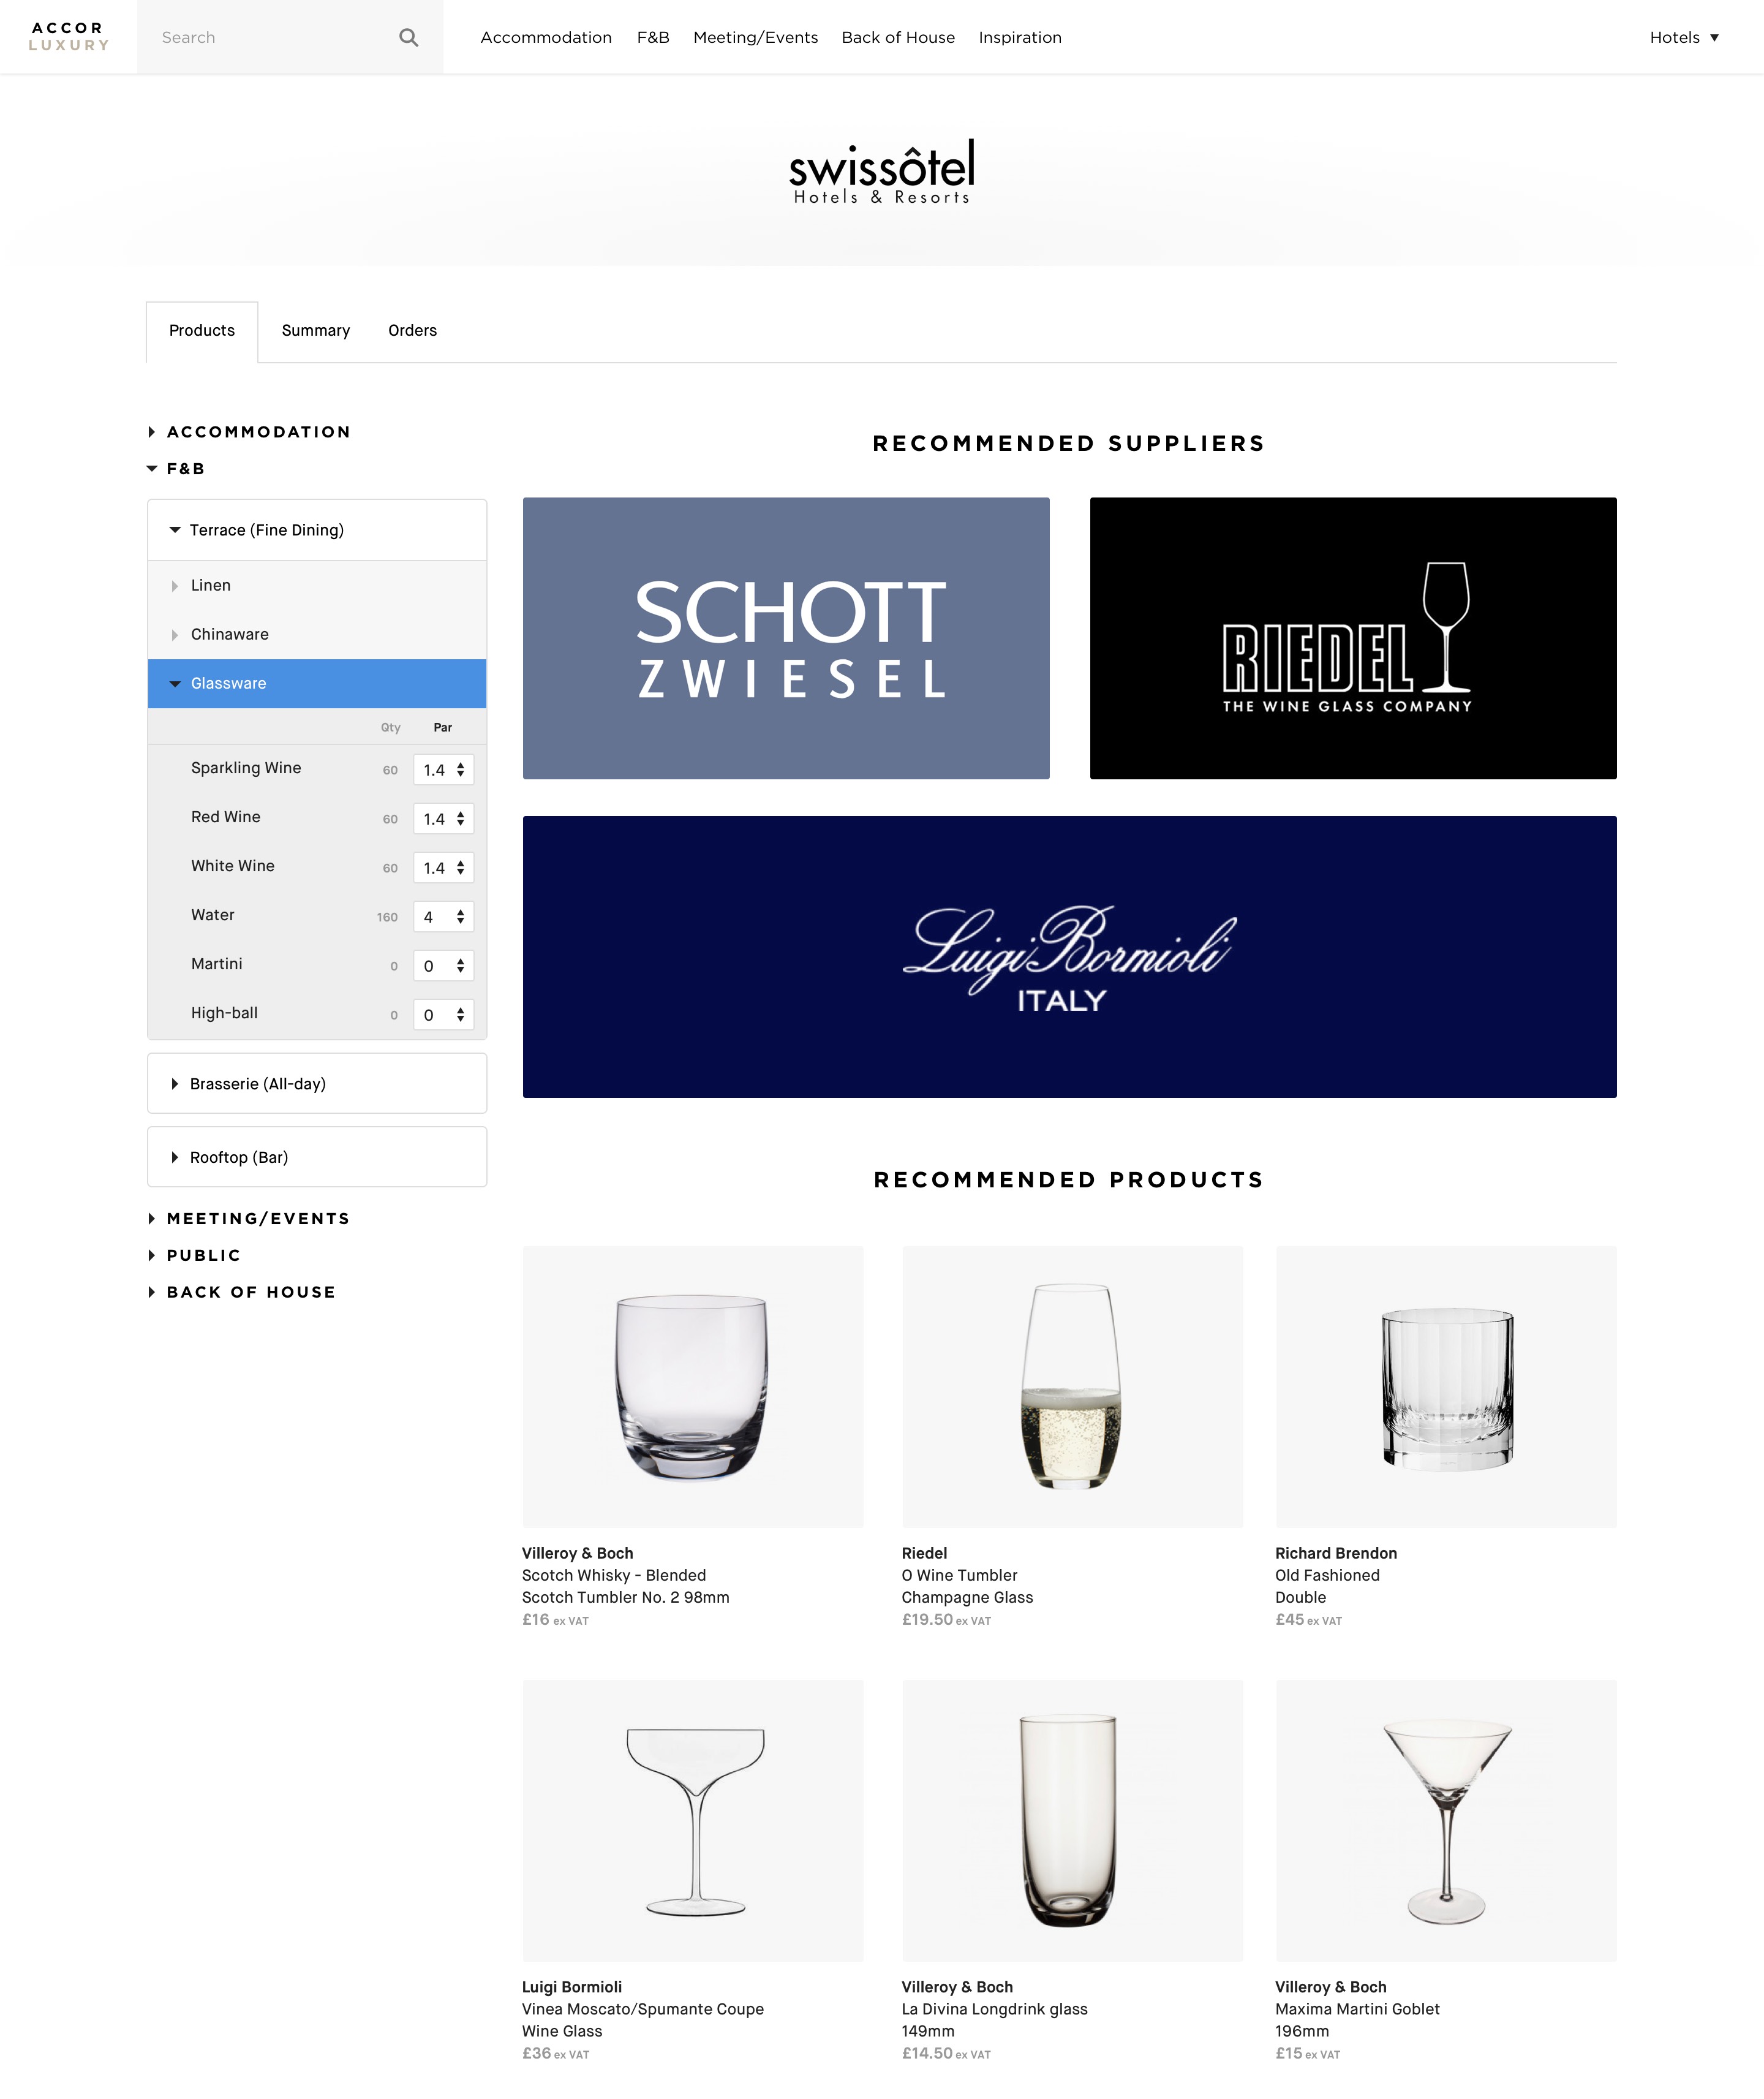 ACCOR
LUXURY
Search
Accommodation
F&B
Meeting/Events
Back of House
Inspiration
Hotels
swissôtel
Hotels & Resorts
Products
Summary
Orders
ACCOMMODATION
F&B
Terrace (Fine Dining)
Linen
Chinaware
Glassware
Qty Par
Sparkling Wine 60 1.4
Red Wine 60 1.4
White Wine 60 1.4
Water 160 4
Martini 0 0
High-ball 0 0
Brasserie (All-day)
Rooftop (Bar)
MEETING/EVENTS
PUBLIC
BACK OF HOUSE
RECOMMENDED SUPPLIERS
SCHOTT
ZWIESEL
RIEDEL
THE WINE GLASS COMPANY
Luigi Bormioli
ITALY
RECOMMENDED PRODUCTS
Villeroy & Boch
Scotch Whisky - Blended
Scotch Tumbler No. 2 98mm
£16 ex VAT
Riedel
O Wine Tumbler
Champagne Glass
£19.50 ex VAT
Richard Brendon
Old Fashioned
Double
£45 ex VAT
Luigi Bormioli
Vinea Moscato/Spumante Coupe
Wine Glass
£36 ex VAT
Villeroy & Boch
La Divina Longdrink glass
149mm
£14.50 ex VAT
Villeroy & Boch
Maxima Martini Goblet
196mm
£15 ex VAT